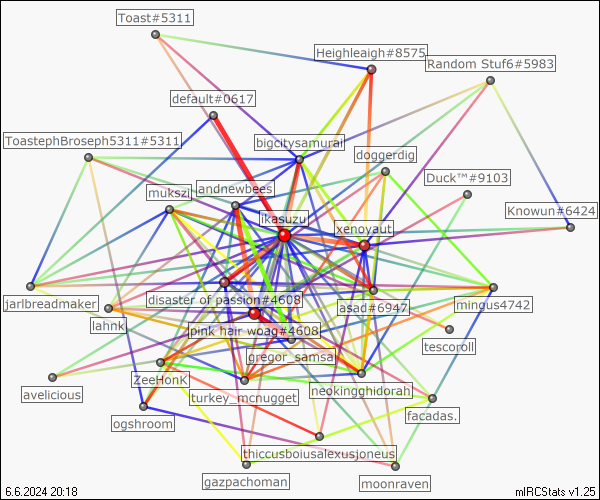 Toast#5311
Heighleigh#8575
Random Stuf6#5983
default#0617
ToastephBroseph5311#5311
bigcitysamurai
doggerdig
Duck™#9103
mukszi
andnewbees
Knowun#6424
ikasuzu
xenoyaut
jarlbreadmaker
disaster of passion#4608
asad#6947
mingus4742
lahnk
pink hair woag#4608
tescoroll
gregor_samsa
ZeeHonK
neokingghidorah
avelicious
turkey_mcnugget
facadas.
ogshroom
thiccusboiusalexusjoneus
gazpachoman
moonraven
6.6.2024 20:18
mIRCStats v1.25